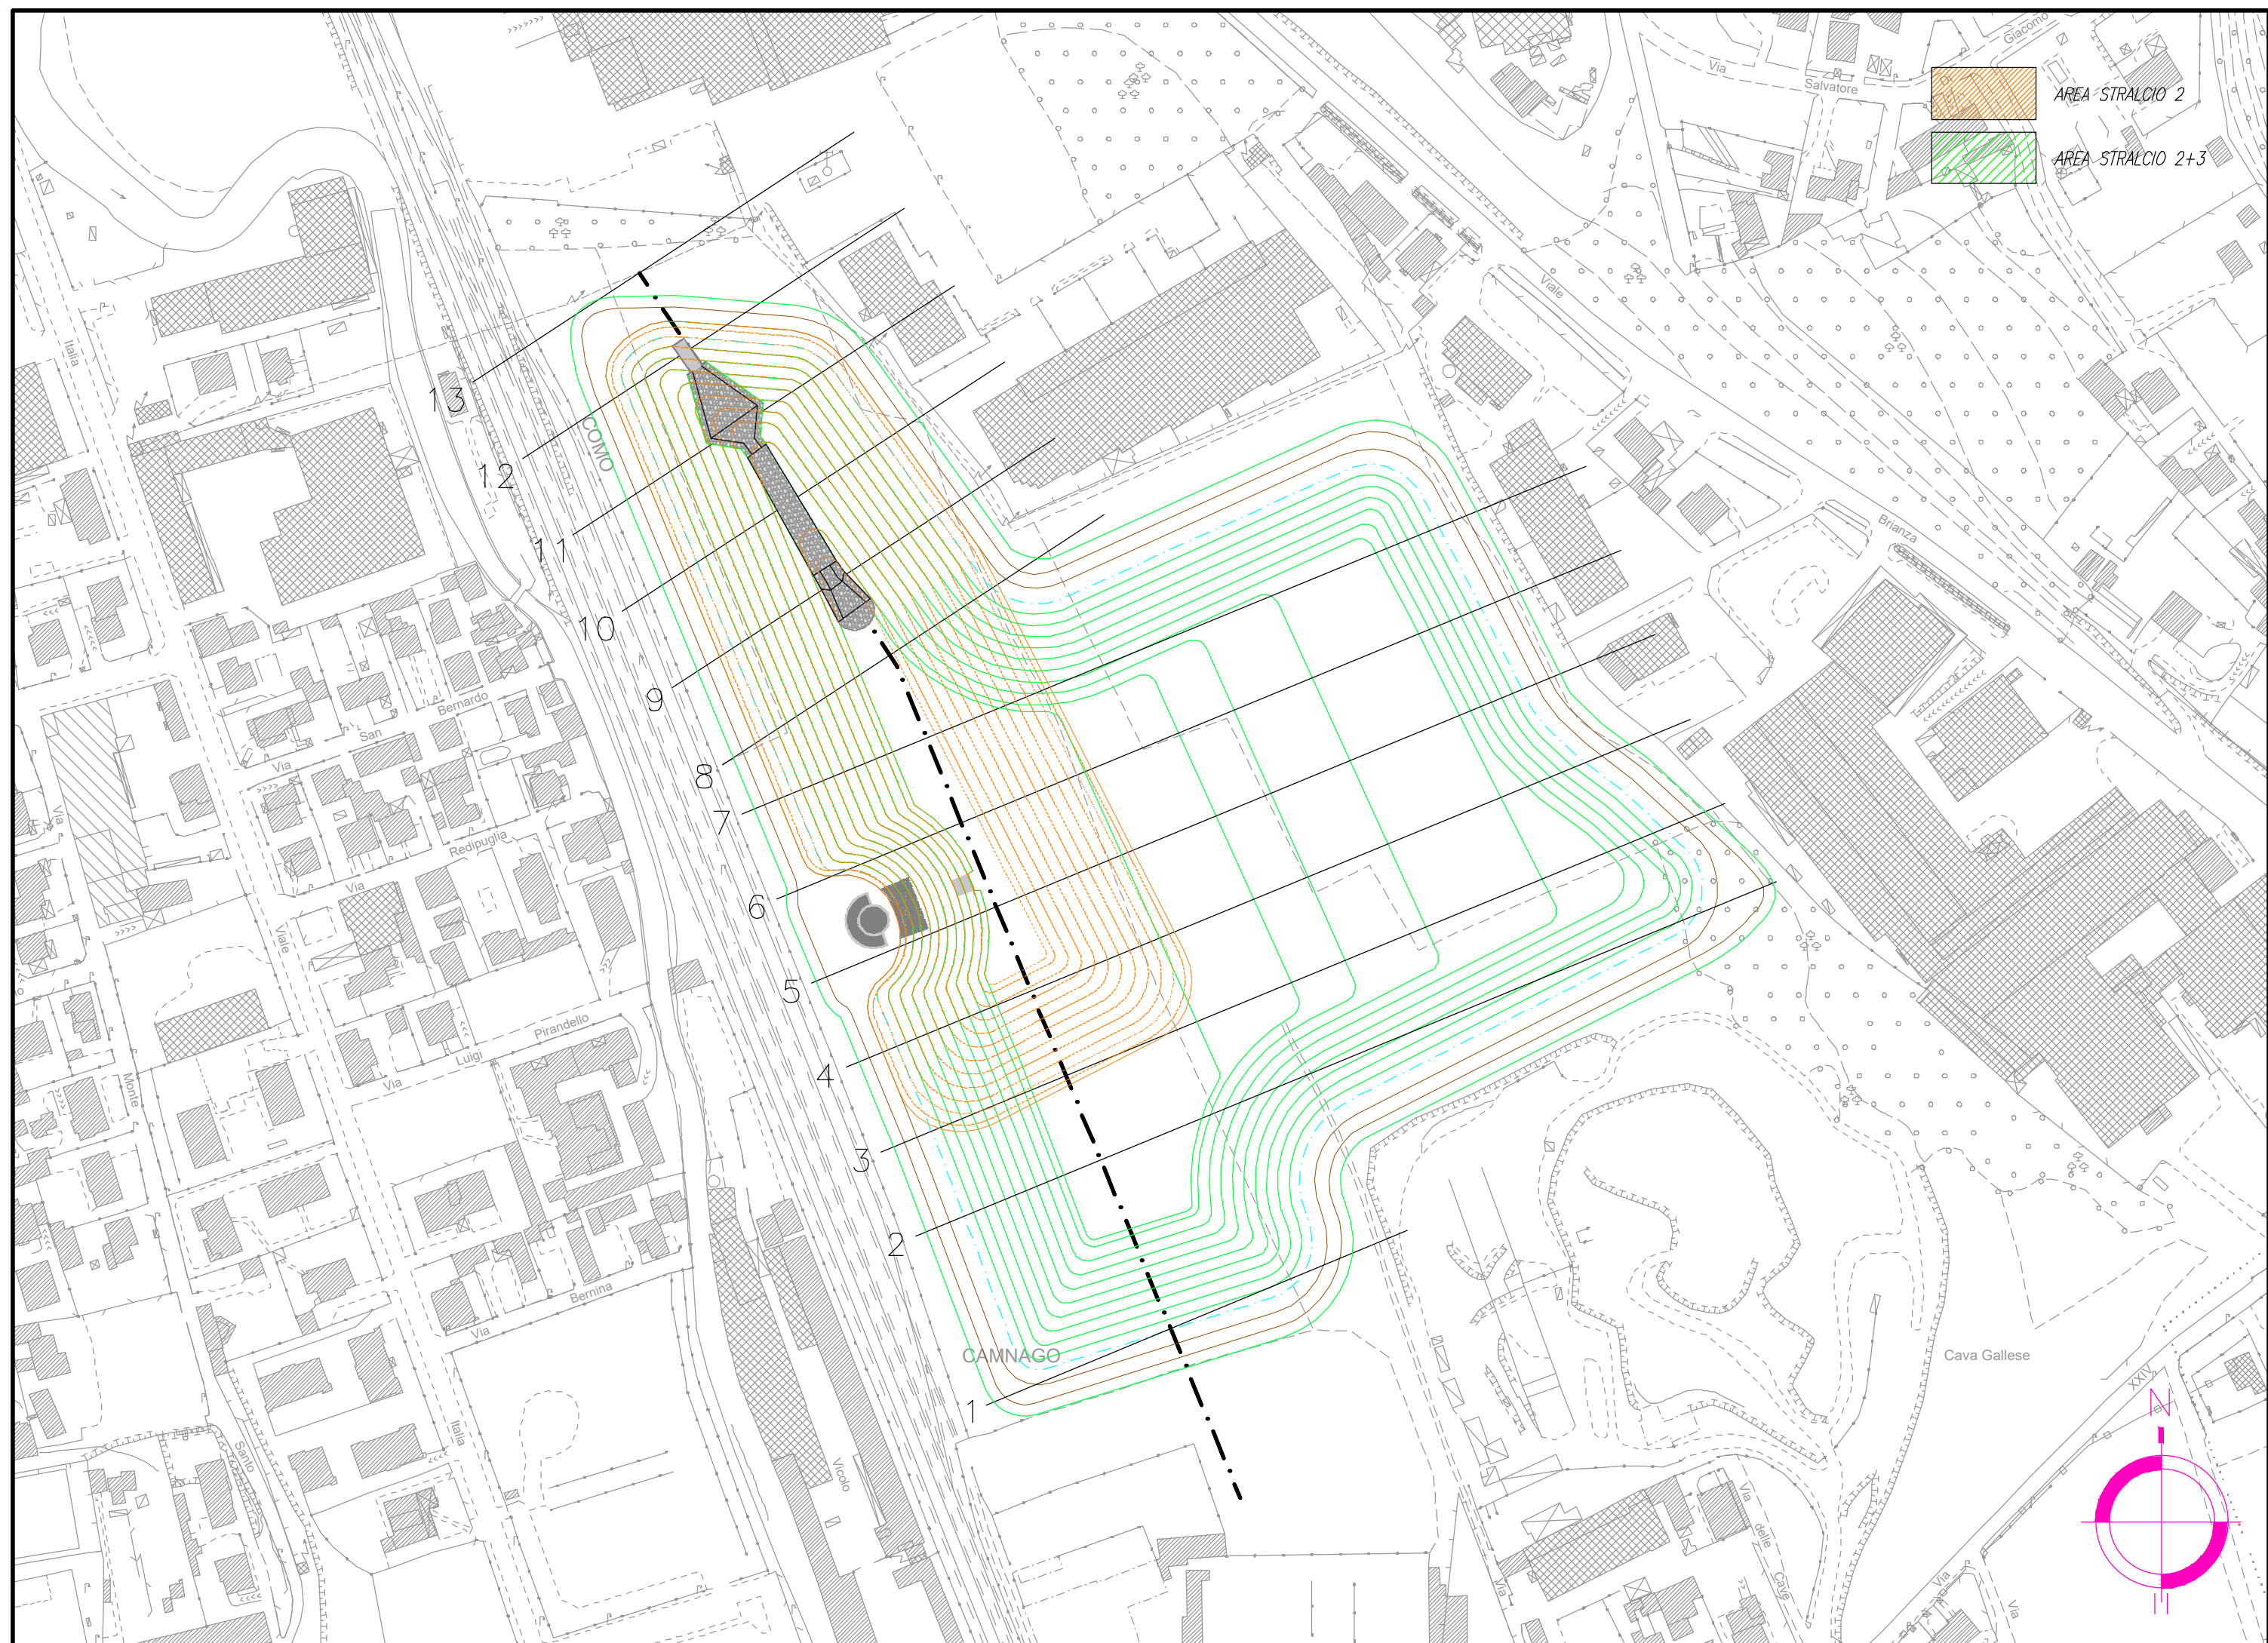 Giacomo
Via
Salvatore
AREA STRALCIO 2
AREA STRALCIO 2+3
Viale
Italia
13
COMO
12
11
Brianza
10
9
Bernardo
San
Via
8
7
Via
Redipuglia
Via
6
Viale
5
Pirandello
Luigi
Via
4
Monte
3
2
Bernina
Via
CAMNAGO
Cava Gallese
XXIV
1
N
Italia
Santo
Vicolo
Via
delle
Cave
Via
Via
Via